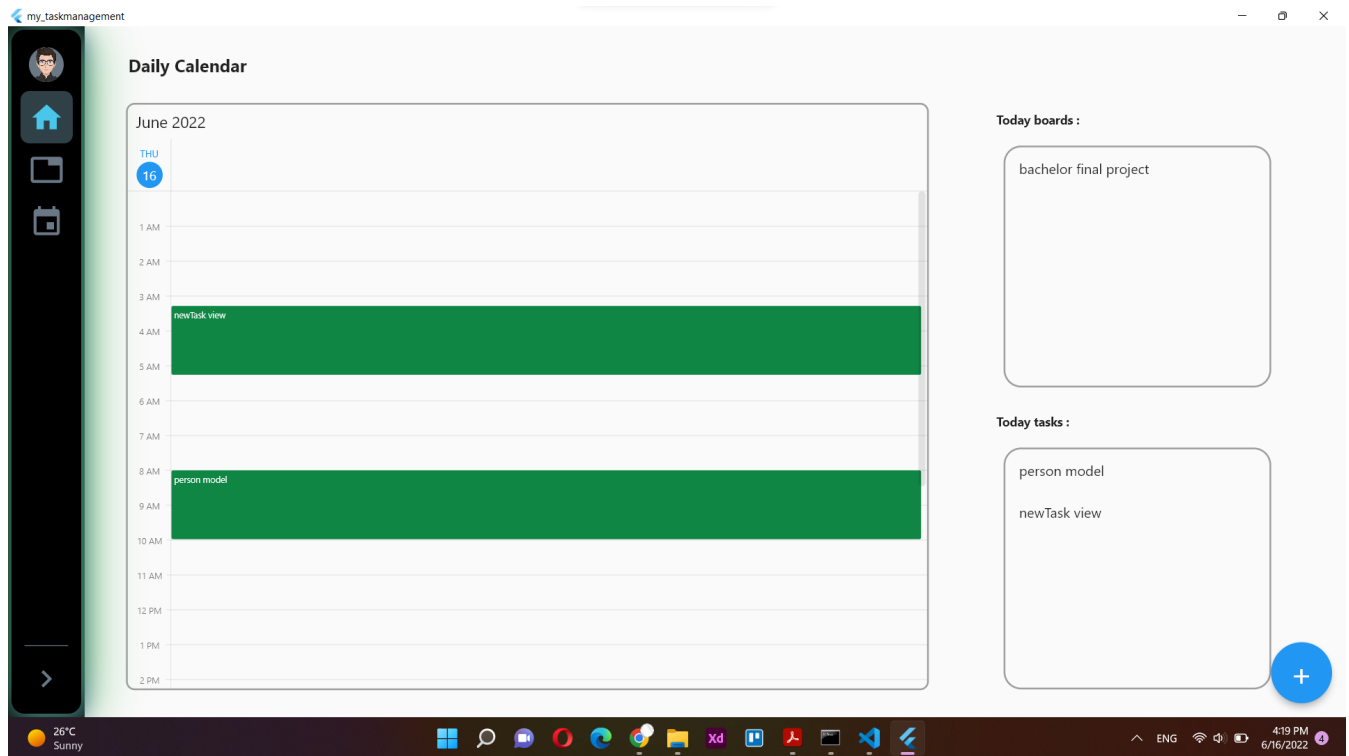 my_taskmanagement
Daily Calendar
June 2022
THU
16
1 AM
2 AM
3 AM
newTask view
4 AM
5 AM
6 AM
7 AM
8 AM
person model
9 AM
10 AM
11 AM
12 PM
1 PM
2 PM
Today boards :
bachelor final project
Today tasks :
person model
newTask view
+
26°C
Sunny
Xd
ENG
4:19 PM
6/16/2022
4